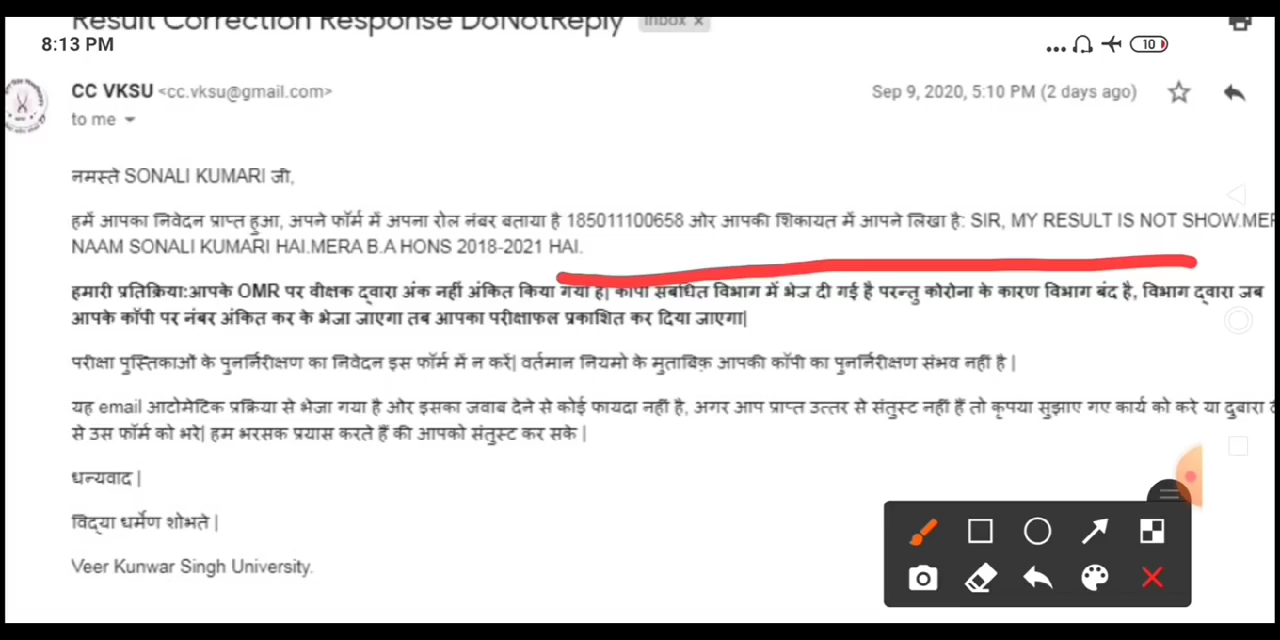 Result Correction Response DoNotReply Inbox x
8:13 PM
10
CC VKSU <cc.vksu@gmail.com>
Sep 9, 2020, 5:10 PM (2 days ago)
to me
नमस्ते SONALI KUMARI जी,
हमें आपका निवेदन प्राप्त हुआ, अपने फॉर्म में अपना रोल नंबर बताया है 185011100658 ओर आपकी शिकायत में आपने लिखा है: SIR, MY RESULT IS NOT SHOW.MER
NAAM SONALI KUMARI HAI.MERA B.A HONS 2018-2021 HAI.
हमारी प्रतिक्रिया:आपके OMR पर वीक्षक द्वारा अंक नहीं अंकित किया गया है| कॉपी संबंधित विभाग में भेज दी गई है परन्तु कोरोना के कारण विभाग बंद है, विभाग द्वारा जब
आपके कॉपी पर नंबर अंकित कर के भेजा जाएगा तब आपका परीक्षाफल प्रकाशित कर दिया जाएगा|
परीक्षा पुस्तिकाओं के पुनर्निरीक्षण का निवेदन इस फॉर्म में न करें| वर्तमान नियमो के मुताबिक़ आपकी कॉपी का पुनर्निरीक्षण संभव नहीं है |
यह email आटोमेटिक प्रक्रिया से भेजा गया है ओर इसका जवाब देने से कोई फायदा नहीं है, अगर आप प्राप्त उत्तर से संतुस्ट नहीं हैं तो कृपया सुझाए गए कार्य को करे या दुबारा
से उस फॉर्म को भरे| हम भरसक प्रयास करते हैं की आपको संतुस्ट कर सके |
धन्यवाद |
विद्या धर्मेण शोभते |
Veer Kunwar Singh University.